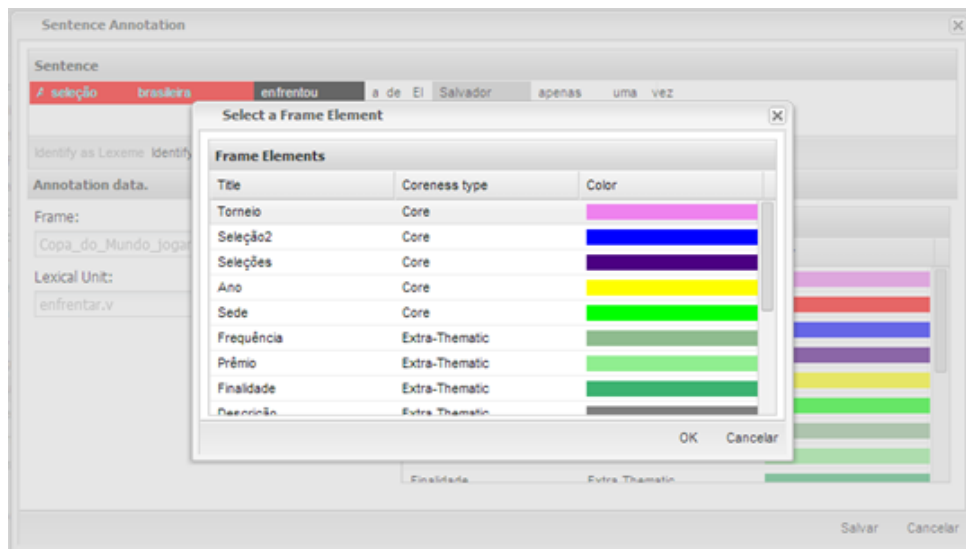 Sentence Annotation
Sentence
A seleção brasileira enfrentou a de El Salvador apenas uma vez
Select a Frame Element
Identify as Lexeme Identify
Frame Elements
Annotation data.
Title Coreness type Color
Frame:
Torneio Core
Copa_do_Mundo_jogar
Seleção2 Core
Seleções Core
Lexical Unit:
Ano Core
enfrentar.v
Sede Core
Frequência Extra-Thematic
Prêmio Extra-Thematic
Finalidade Extra-Thematic
Descrição Extra-Thematic
OK Cancelar
Finalidade Extra-Thematic
Salvar Cancelar